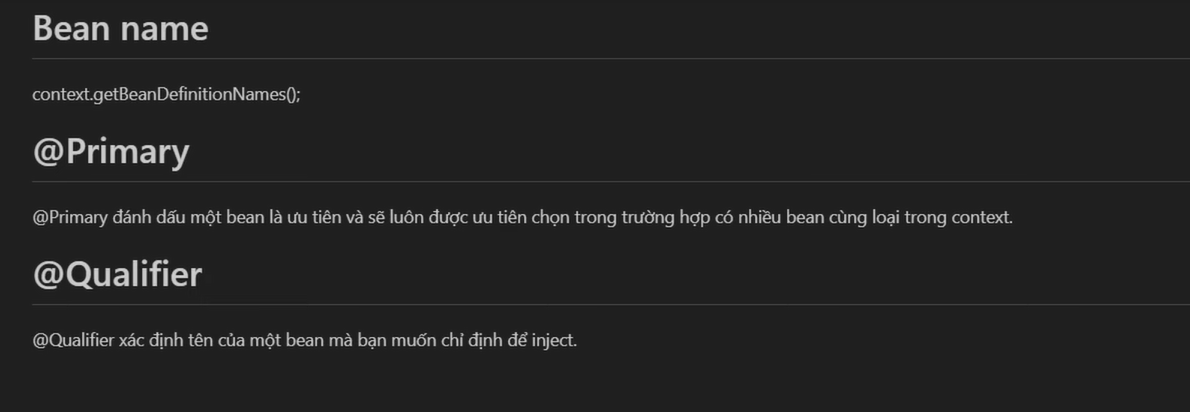 Bean name
context.getBeanDefinitionNames();
@Primary
@Primary đánh dấu một bean là ưu tiên và sẽ luôn được ưu tiên chọn trong trường hợp có nhiều bean cùng loại trong context.
@Qualifier
@Qualifier xác định tên của một bean mà bạn muốn chỉ định để inject.